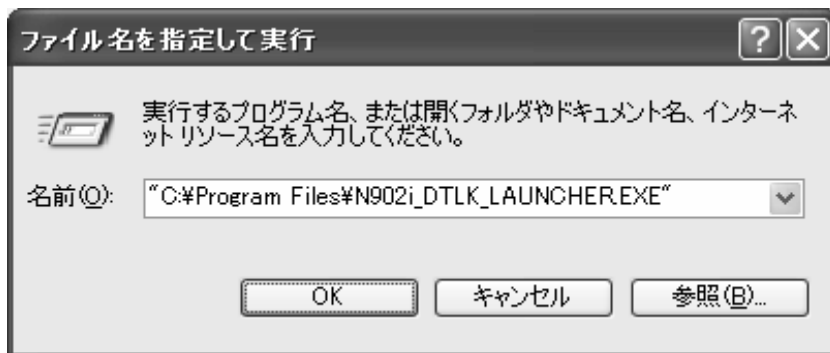 ファイル名を指定して実行
実行するプログラム名、または開くフォルダやドキュメント名、インターネ
ット リソース名を入力してください。
名前(O):
"C:¥Program Files¥N902i_DTLK_LAUNCHER.EXE"
OK
キャンセル
参照(B)...